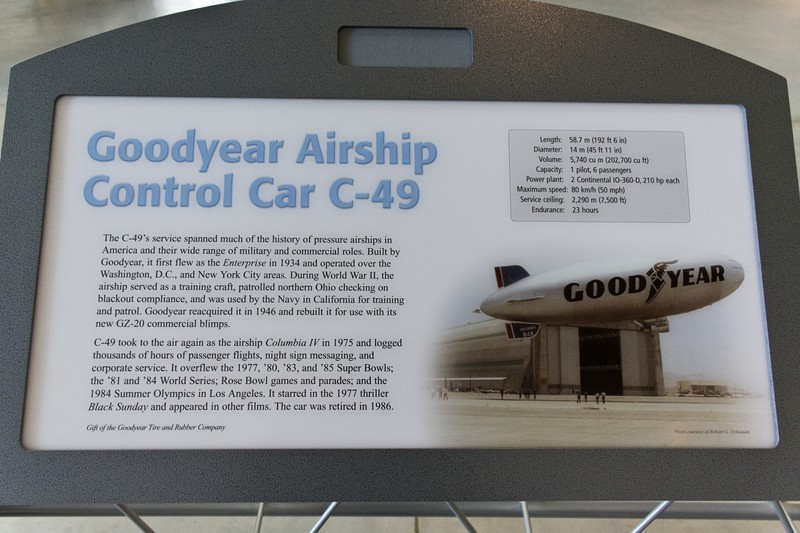 Goodyear Airship
Control Car C-49
Length: 58.7 m (192 ft 6 in)
Diameter: 14 m (45 ft 11 in)
Volume: 5,740 cu m (202,700 cu ft)
Capacity: 1 pilot, 6 passengers
Power plant: 2 Continental IO-360-D, 210 hp each
Maximum speed: 80 km/h (50 mph)
Service ceiling: 2,290 m (7,500 ft)
Endurance: 23 hours
The C-49's service spanned much of the history of pressure airships in
America and their wide range of military and commercial roles. Built by
Goodyear, it first flew as the Enterprise in 1934 and operated over the
Washington, D.C., and New York City areas. During World War II, the
airship served as a training craft, patrolled northern Ohio checking on
blackout compliance, and was used by the Navy in California for training
and patrol. Goodyear reacquired it in 1946 and rebuilt it for use with its
new GZ-20 commercial blimps.
C-49 took to the air again as the airship Columbia IV in 1975 and logged
thousands of hours of passenger flights, night sign messaging, and
corporate service. It overflew the 1977, '80, '83, and '85 Super Bowls;
the '81 and '84 World Series; Rose Bowl games and parades; and the
1984 Summer Olympics in Los Angeles. It starred in the 1977 thriller
Black Sunday and appeared in other films. The car was retired in 1986.
Gift of the Goodyear Tire and Rubber Company
GOOD YEAR
Photo courtesy of Robert G.